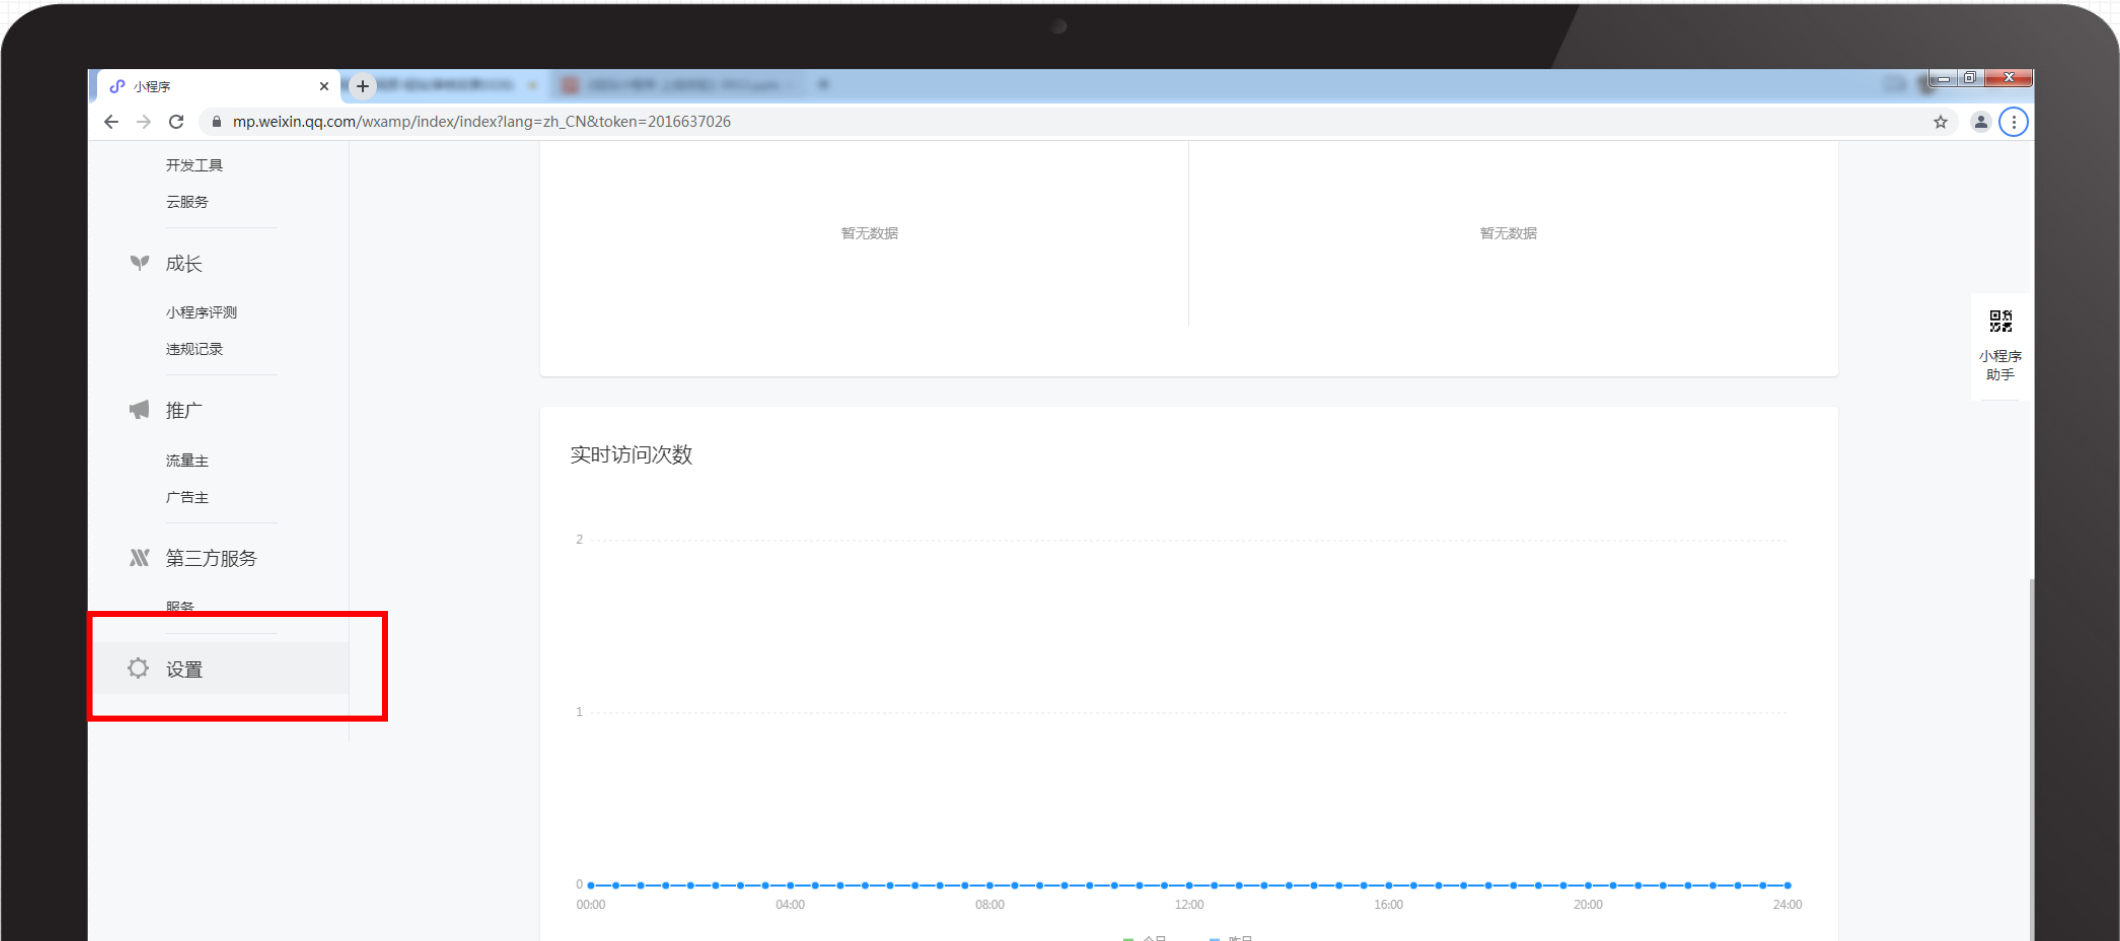 小程序
mp.weixin.qq.com/wxamp/index/index?lang=zh_CN&token=2016637026
开发工具
云服务
成长
小程序评测
违规记录
推广
流量主
广告主
第三方服务
服务
设置
暂无数据
暂无数据
小程序
助手
实时访问次数
2
1
0
00:00 04:00 08:00 12:00 16:00 20:00 24:00
今日 昨日